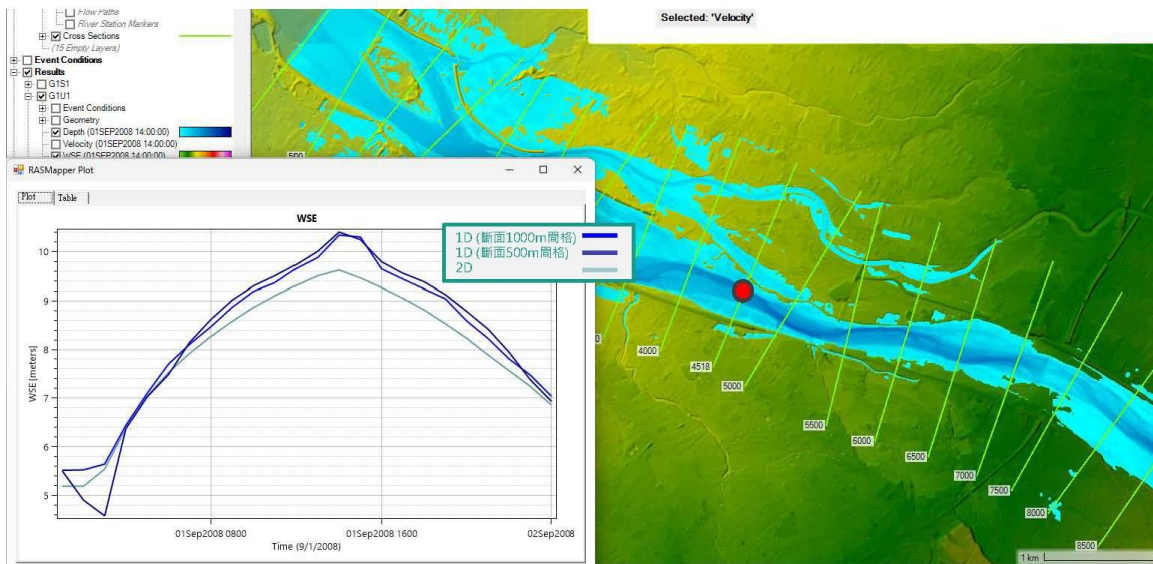 Flow Paths
River Station Markers
Cross Sections
(15 Empty Layers)
Event Conditions
Results
G1S1
G1U1
Event Conditions
Geometry
Depth (01SEP2008 14:00:00)
Velocity (01SEP2008 14:00:00)
WSE (01SEP2008 14:00:00)
Selected: 'Velocity'
500
RASMapper Plot
Plot
Table
WSE
1D (斷面1000m間格)
1D (斷面500m間格)
2D
WSE [meters]
10
9
8
7
6
5
01Sep2008 0800
01Sep2008 1600
02Sep2008
Time (9/1/2008)
0
4000
4518
5000
5500
6000
6500
7000
7500
8000
8500
1 km